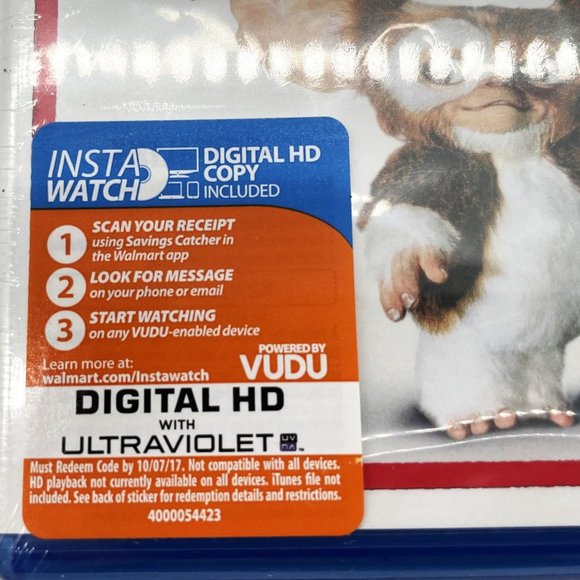 INSTA
WATCH
DIGITAL HD
COPY
INCLUDED
1 SCAN YOUR RECEIPT
using Savings Catcher in
the Walmart app
2 LOOK FOR MESSAGE
on your phone or email
3 START WATCHING
on any VUDU-enabled device
Learn more at:
walmart.com/Instawatch
POWERED BY
VUDU
DIGITAL HD
WITH
ULTRAVIOLET UV ™
Must Redeem Code by 10/07/17. Not compatible with all devices.
HD playback not currently available on all devices. iTunes file not
included. See back of sticker for redemption details and restrictions.
4000054423